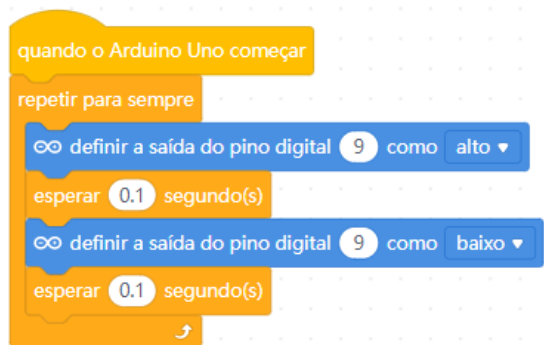 quando o Arduino Uno começar
repetir para sempre
definir a saída do pino digital 9 como alto
esperar 0.1 segundo(s)
definir a saída do pino digital 9 como baixo
esperar 0.1 segundo(s)